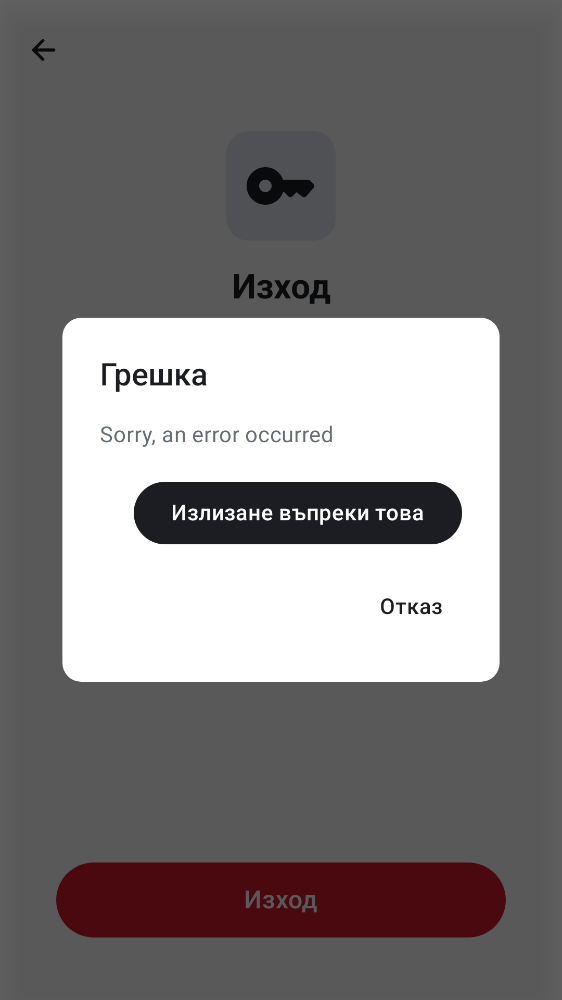 Изход
Грешка
Sorry, an error occurred
Излизане въпреки това
Отказ
Изход